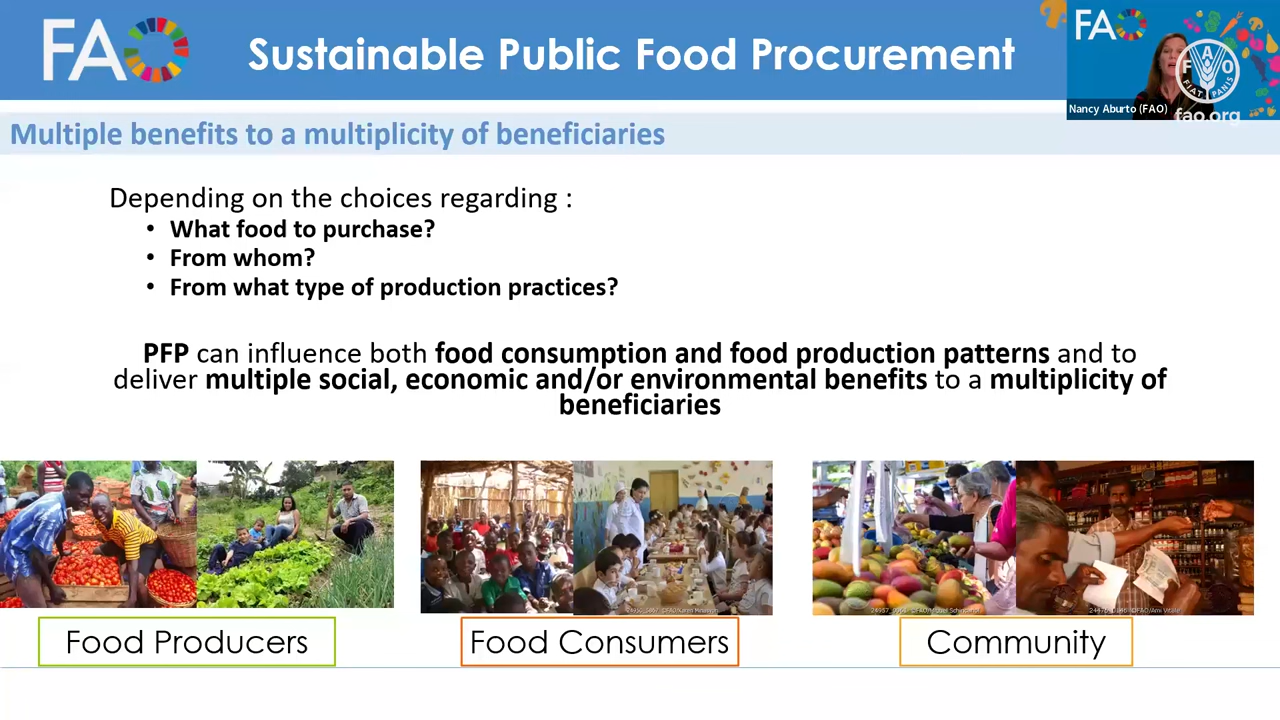 FAO
Sustainable Public Food Procurement
FAO
FAO
FIAT PANIS
Nancy Aburto (FAO)
fao.org
Multiple benefits to a multiplicity of beneficiaries
Depending on the choices regarding :
• What food to purchase?
• From whom?
• From what type of production practices?
PFP can influence both food consumption and food production patterns and to
deliver multiple social, economic and/or environmental benefits to a multiplicity of
beneficiaries
Food Producers
Food Consumers
Community